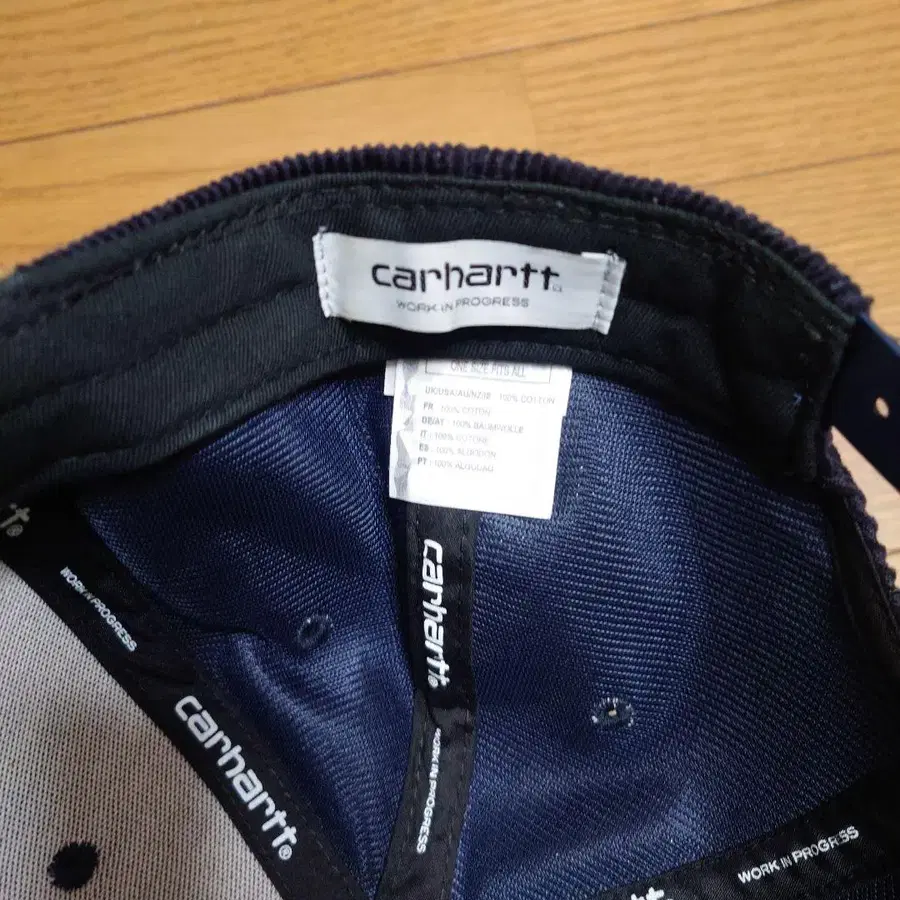 carhartt
WORK IN PROGRESS
ONE SIZE FITS ALL
UK/USA/AU/NZ/IE : 100% COTTON
FR : 100% COTON
DE/AT : 100% BAUMWOLLE
IT : 100% COTONE
ES : 100% ALGODON
PT : 100% ALGODAO
tt®
WORK IN PROGRESS
carhartt®
carhartt®
WORK IN PROGRESS
carhartt
WORK IN PROGRESS